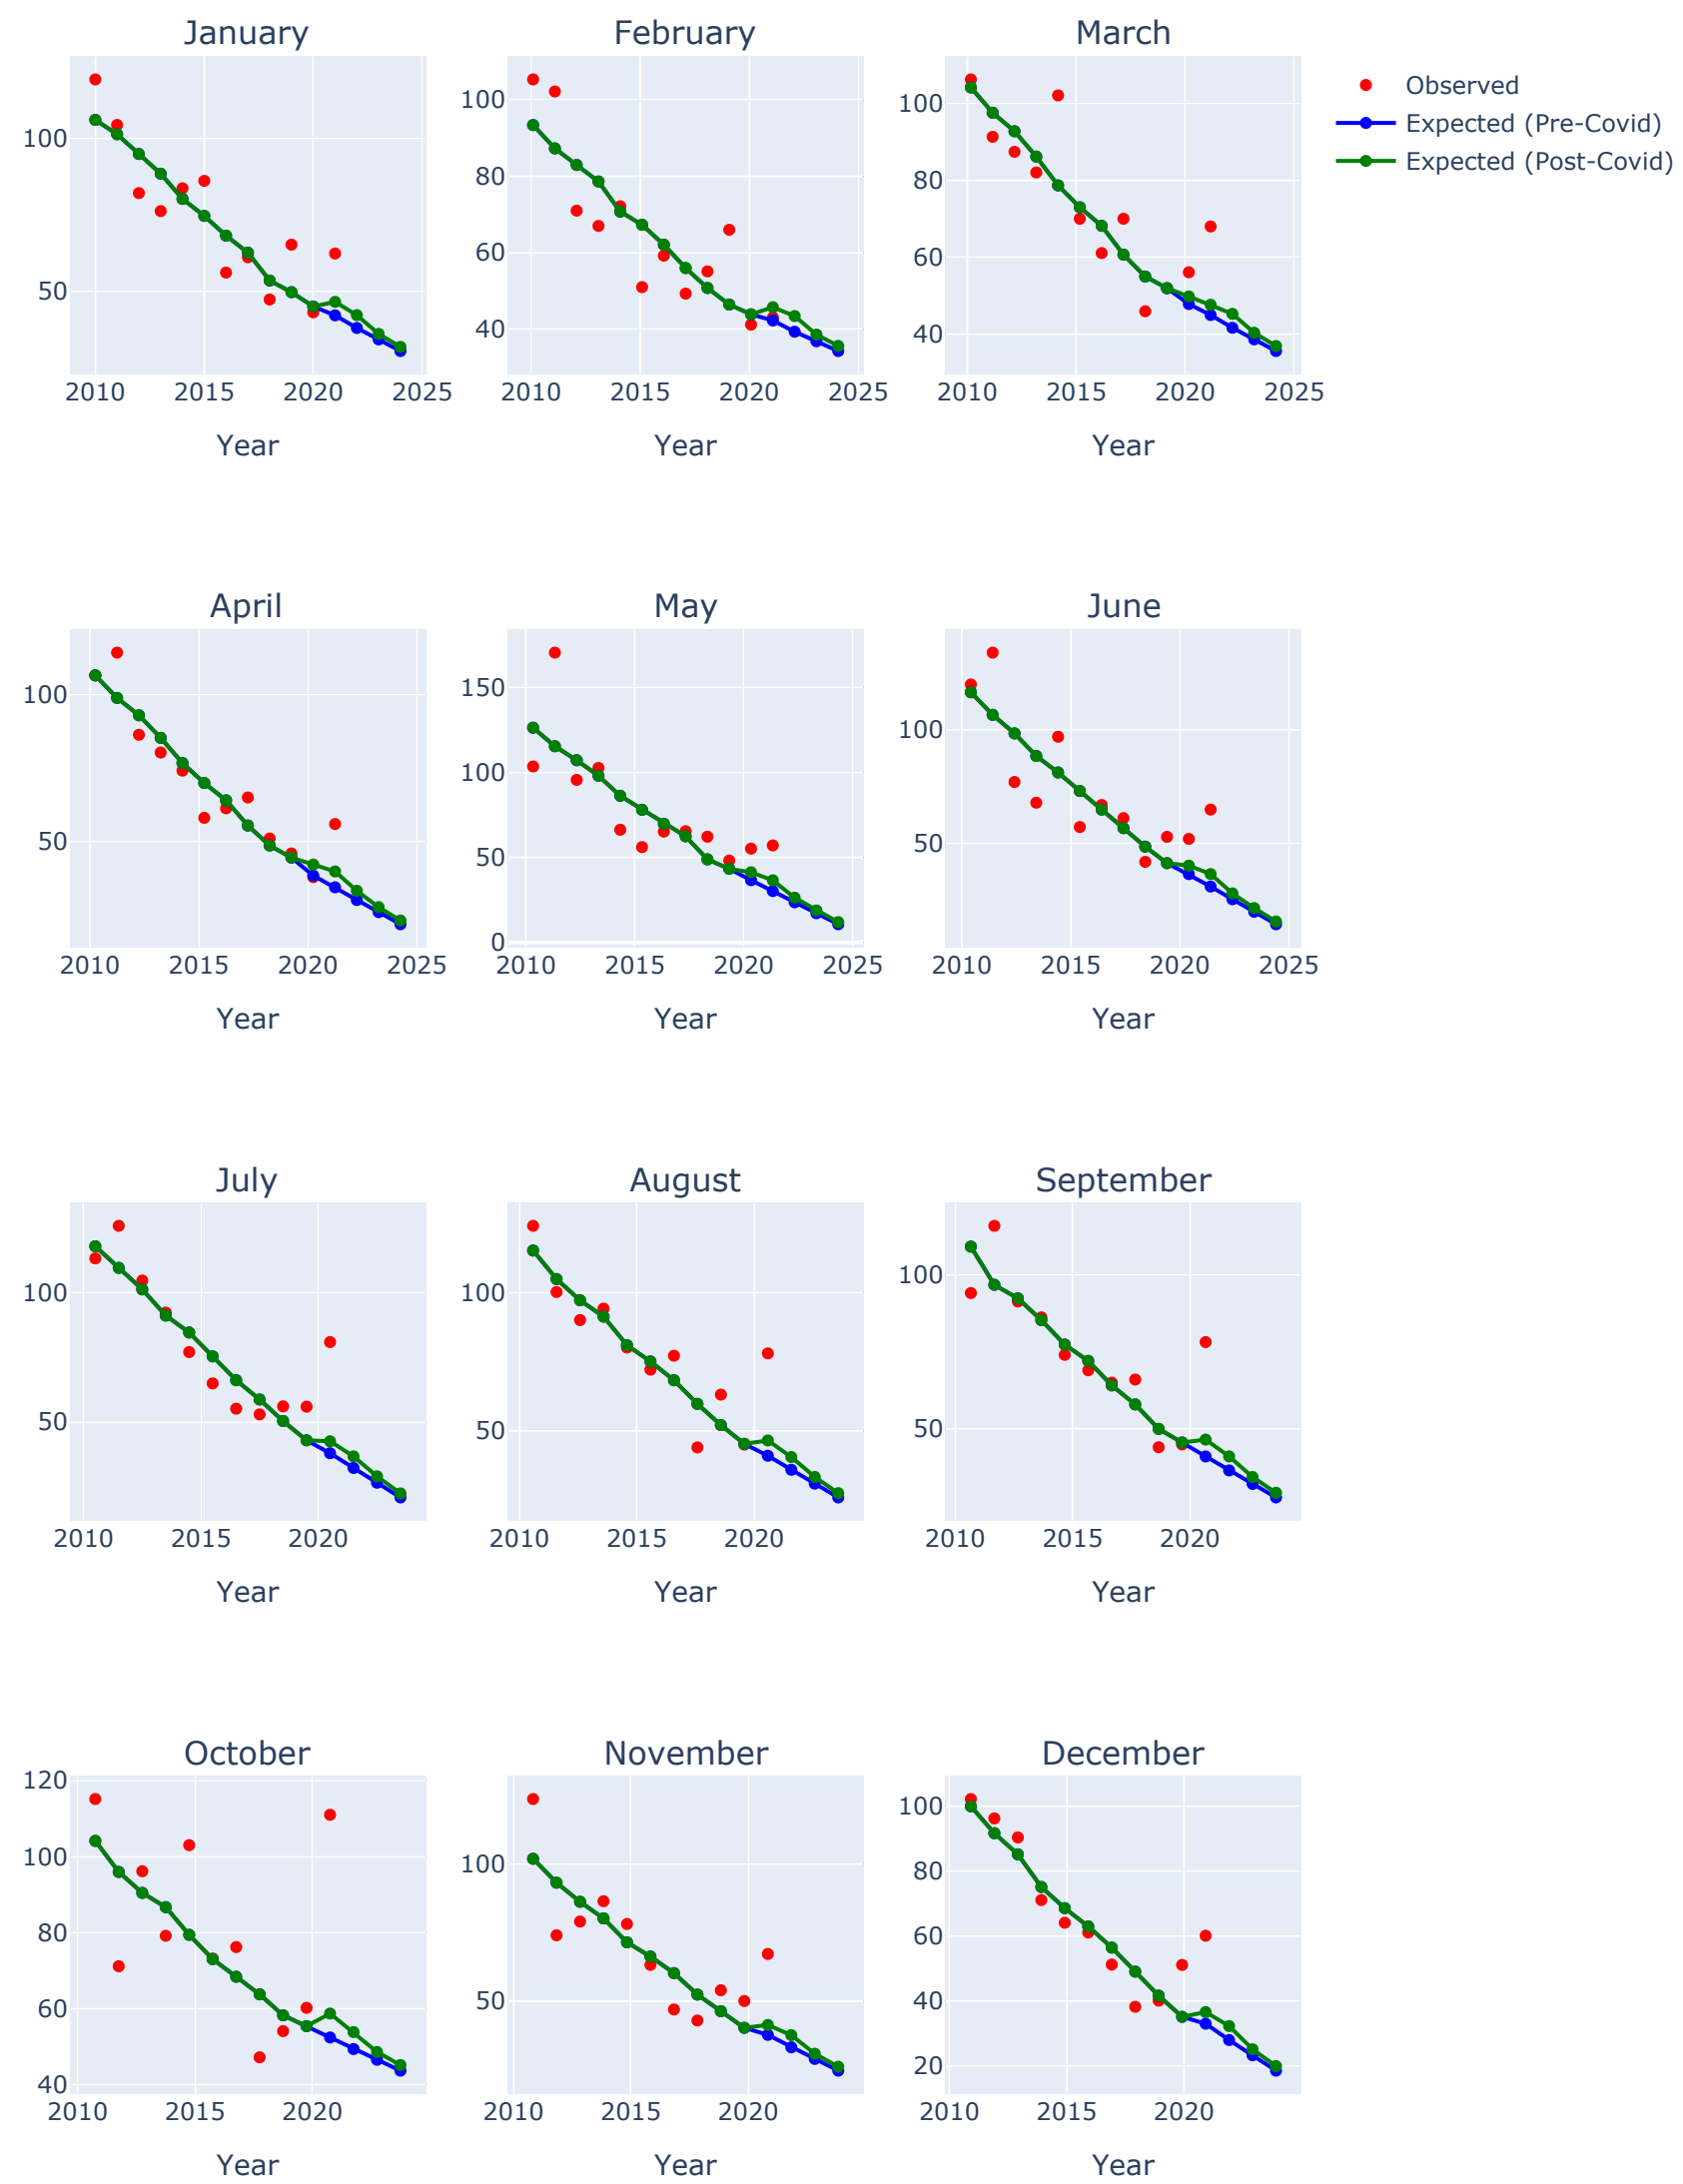 January February March
Observed
Expected (Pre-Covid)
Expected (Post-Covid)
100
50
2010 2015 2020 2025
Year
100
80
60
40
2010 2015 2020 2025
Year
100
80
60
40
2010 2015 2020 2025
Year
April May June
100
50
2010 2015 2020 2025
Year
150
100
50
0
2010 2015 2020 2025
Year
100
50
2010 2015 2020 2025
Year
July August September
100
50
2010 2015 2020
Year
100
50
2010 2015 2020
Year
100
50
2010 2015 2020
Year
October November December
120
100
80
60
40
2010 2015 2020
Year
100
50
2010 2015 2020
Year
100
80
60
40
20
2010 2015 2020
Year